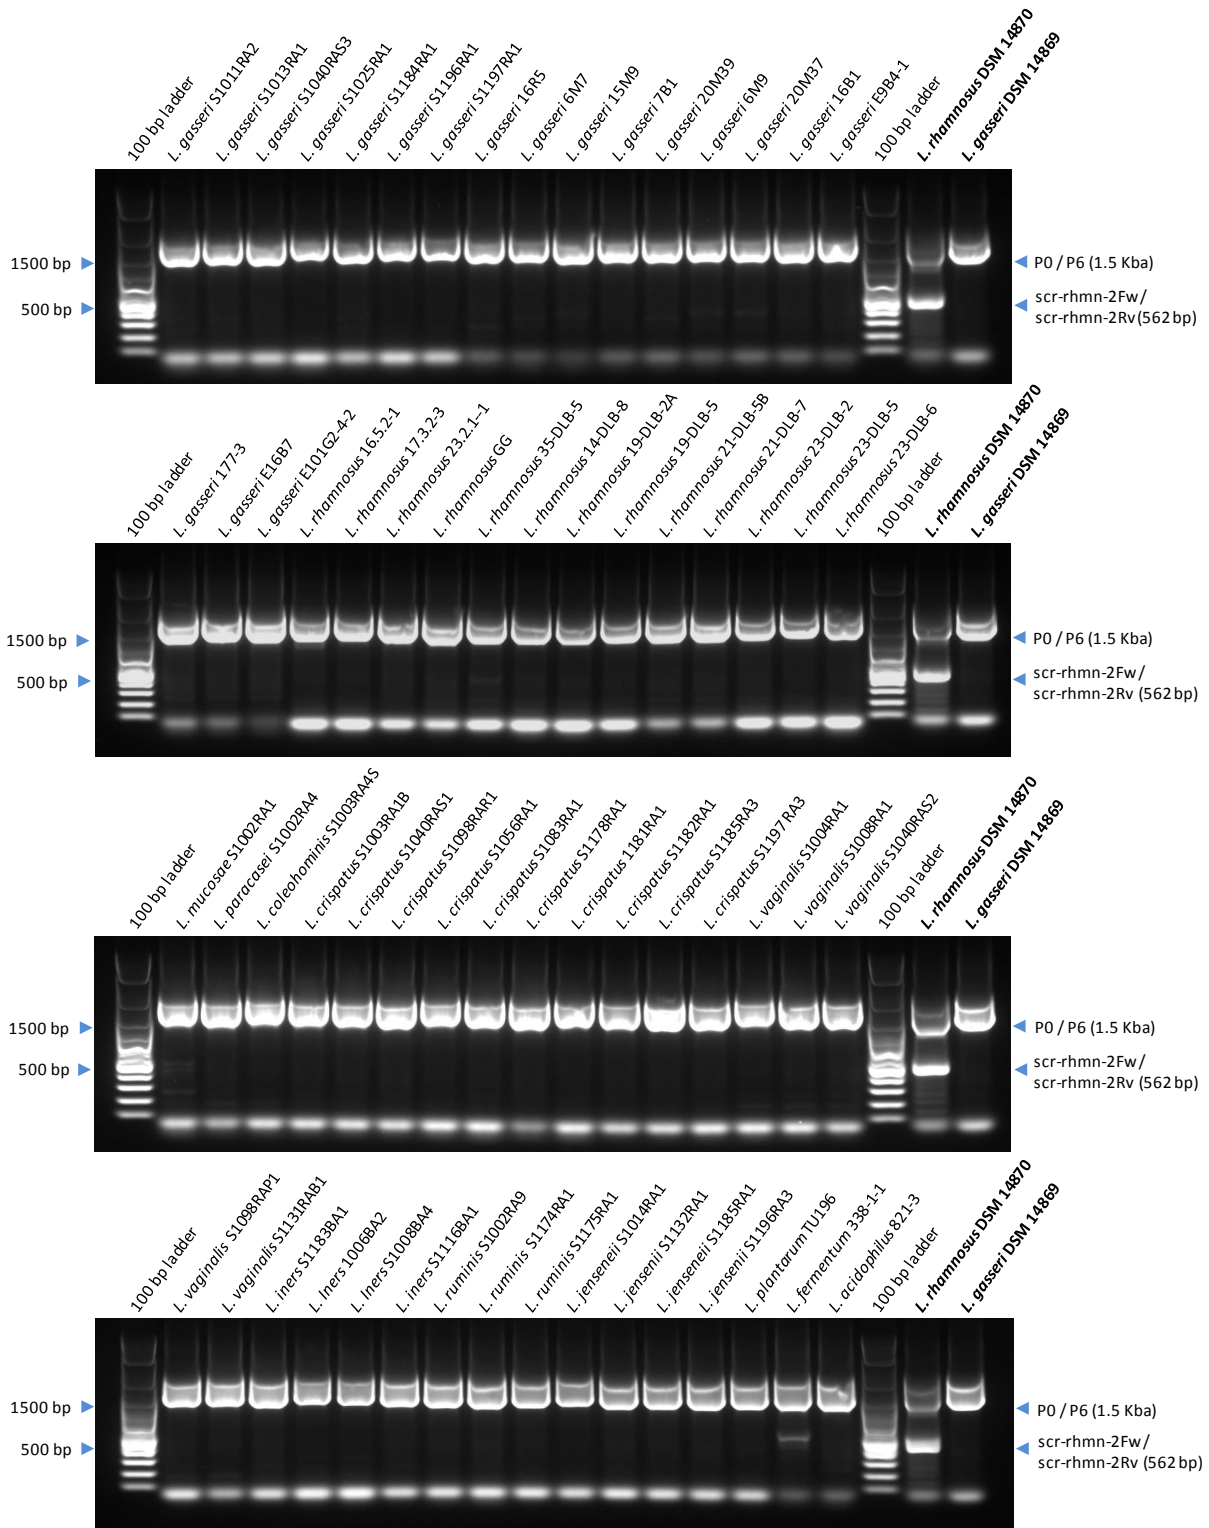 100 bp ladder
L. gasseri S1011RA2
L. gasseri S1013RA1
L. gasseri S1040RAS3
L. gasseri S1025RA1
L. gasseri S1184RA1
L. gasseri S1196RA1
L. gasseri S1197RA1
L. gasseri 16R5
L. gasseri 6M7
L. gasseri 15M9
L. gasseri 7B1
L. gasseri 20M39
L. gasseri 6M9
L. gasseri 20M37
L. gasseri 16B1
L. gasseri E9B4-1
100 bp ladder
L. rhamnosus DSM 14870
L. gasseri DSM 14869
1500 bp
500 bp
P0 / P6 (1.5 Kba)
scr-rhmn-2Fw/
scr-rhmn-2Rv (562 bp)
100 bp ladder
L. gasseri 177-3
L. gasseri E16B7
L. gasseri E101G2-4-2
L. rhamnosus 16.5.2-1
L. rhamnosus 17.3.2-3
L. rhamnosus 23.2.1–1
L. rhamnosus GG
L. rhamnosus 35-DLB-5
L. rhamnosus 14-DLB-8
L. rhamnosus 19-DLB-2A
L. rhamnosus 19-DLB-5
L. rhamnosus 21-DLB-5B
L. rhamnosus 21-DLB-7
L. rhamnosus 23-DLB-2
L. rhamnosus 23-DLB-5
L. rhamnosus 23-DLB-6
100 bp ladder
L. rhamnosus DSM 14870
L. gasseri DSM 14869
1500 bp
500 bp
P0 / P6 (1.5 Kba)
scr-rhmn-2Fw/
scr-rhmn-2Rv (562 bp)
100 bp ladder
L. mucosae S1002RA1
L. paracasei S1002RA4
L. coleohominis S1003RA4S
L. crispatus S1003RA1B
L. crispatus S1040RAS1
L. crispatus S1098RAR1
L. crispatus S1056RA1
L. crispatus S1083RA1
L. crispatus S1178RA1
L. crispatus 1181RA1
L. crispatus S1182RA1
L. crispatus S1185RA3
L. crispatus S1197RA3
L. vaginalis S1004RA1
L. vaginalis S1008RA1
L. vaginalis S1040RAS2
100 bp ladder
L. rhamnosus DSM 14870
L. gasseri DSM 14869
1500 bp
500 bp
P0 / P6 (1.5 Kba)
scr-rhmn-2Fw/
scr-rhmn-2Rv (562 bp)
100 bp ladder
L. vaginalis S1098RAP1
L. vaginalis S1131RAB1
L. iners S1183BA1
L. Iners 1006BA2
L. Iners S1008BA4
L. iners S1116BA1
L. ruminis S1002RA9
L. ruminis S1174RA1
L. ruminis S1175RA1
L. jenseneii S1014RA1
L. jensenii S1132RA1
L. jenseneii S1185RA1
L. jensenii S1196RA3
L. plantarum TU196
L. fermentum 338-1-1
L. acidophilus 821-3
100 bp ladder
L. rhamnosus DSM 14870
L. gasseri DSM 14869
1500 bp
500 bp
P0 / P6 (1.5 Kba)
scr-rhmn-2Fw/
scr-rhmn-2Rv (562 bp)